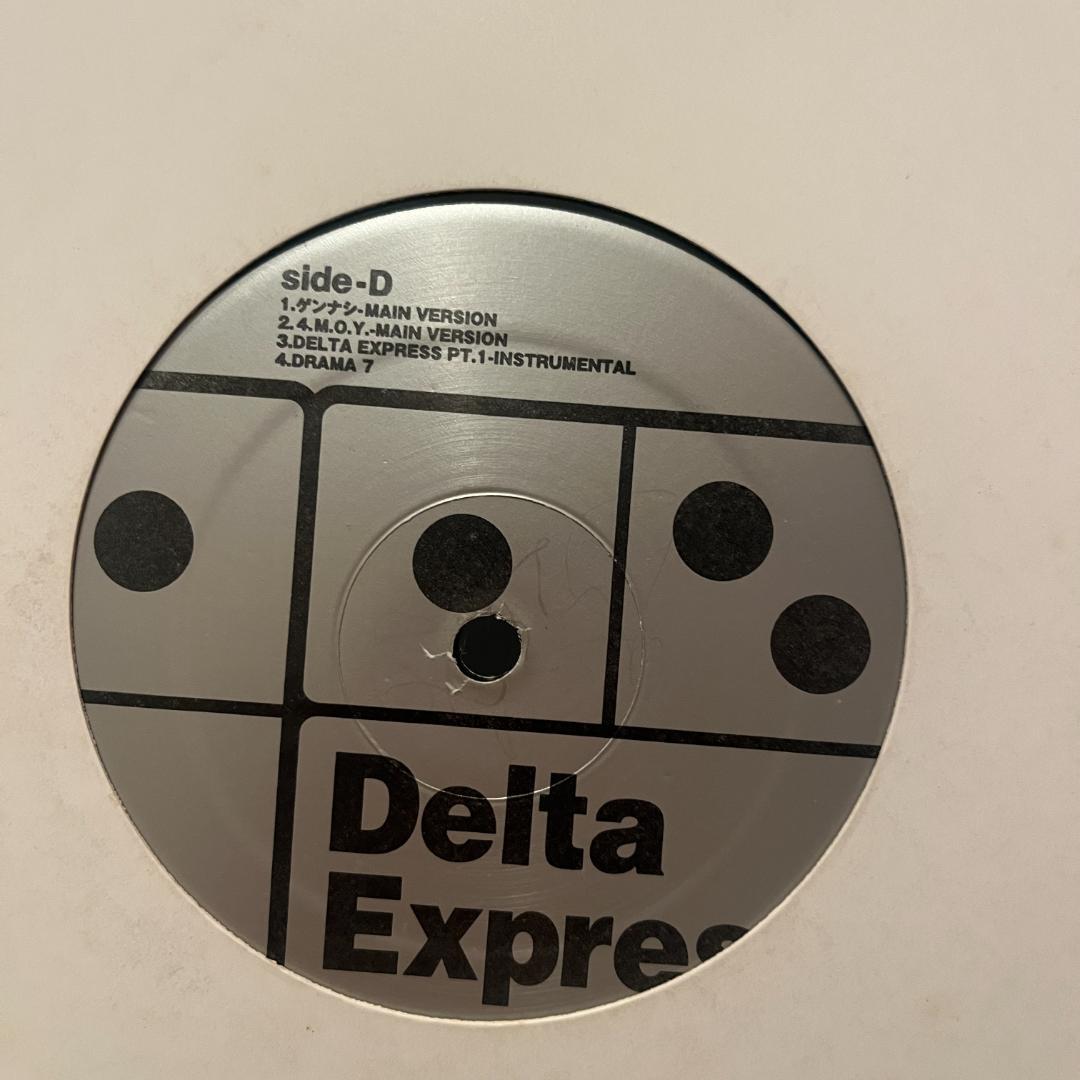 side-D
1.ゲンナシ-MAIN VERSION
2.4.M.O.Y.-MAIN VERSION
3.DELTA EXPRESS PT.1-INSTRUMENTAL
4.DRAMA 7
Delta
Expres